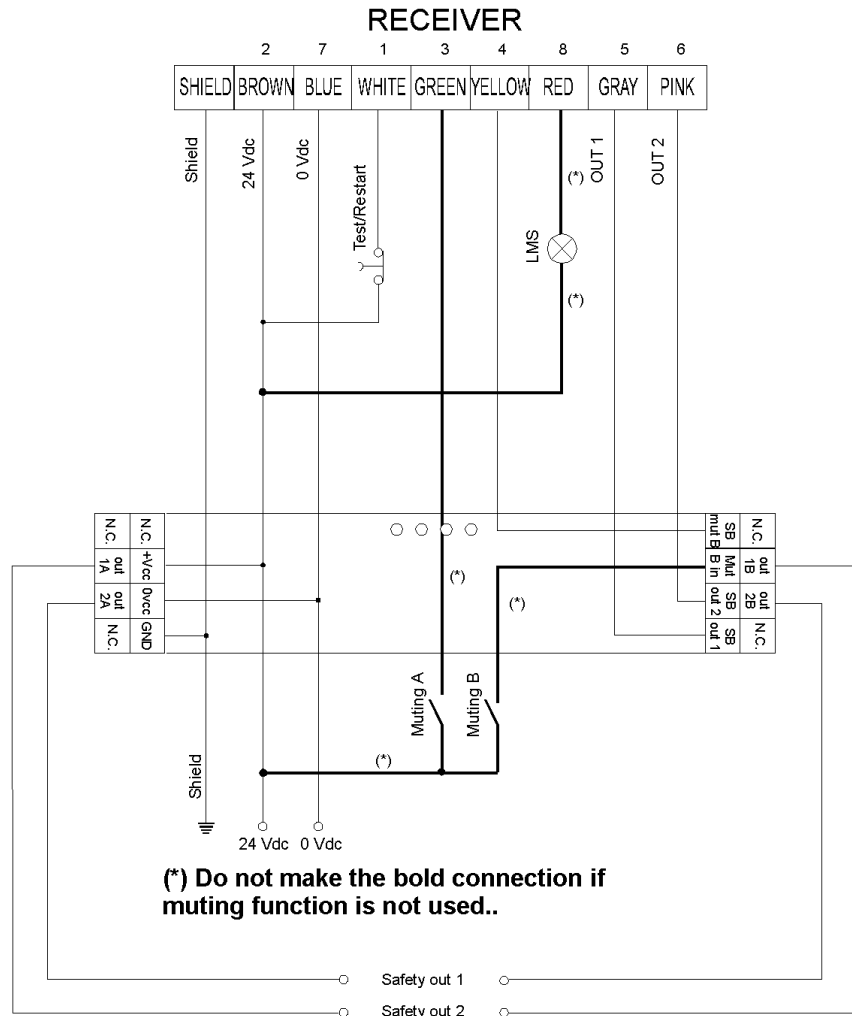 RECEIVER
2 7 1 3 4 8 5 6
SHIELD BROWN BLUE WHITE GREEN YELLOW RED GRAY PINK
Shield
24 Vdc
0 Vdc
Test/Restart
(*)
OUT 1
OUT 2
LMS
(*)
N.C. N.C.
out 1A +Vcc
out 2A 0vcc
N.C. GND
SB mut B N.C.
Mut B in out 1B
SB out 2 out 2B
SB out 1 N.C.
(*)
(*)
Muting A
Muting B
(*)
Shield
24 Vdc 0 Vdc
(*) Do not make the bold connection if
muting function is not used..
Safety out 1
Safety out 2